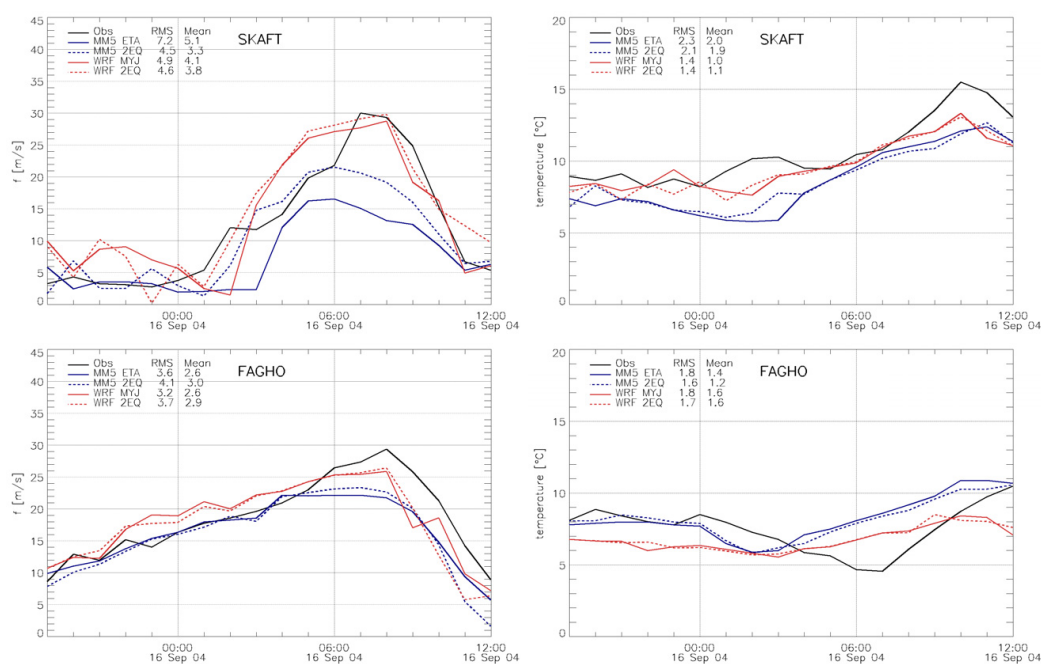 45
40
35
30
25
20
15
10
5
0
f [m/s]
Obs RMS Mean
MM5 ETA 7.2 5.1
MM5 2EQ 4.5 3.3
WRF MYJ 4.9 4.1
WRF 2EQ 4.6 3.8
SKAFT
00:00 06:00 12:00
16 Sep 04 16 Sep 04 16 Sep 04
20
15
10
5
0
temperature [°C]
Obs RMS Mean
MM5 ETA 2.3 2.0
MM5 2EQ 2.1 1.9
WRF MYJ 1.4 1.0
WRF 2EQ 1.4 1.1
SKAFT
00:00 06:00 12:00
16 Sep 04 16 Sep 04 16 Sep 04
45
40
35
30
25
20
15
10
5
0
f [m/s]
Obs RMS Mean
MM5 ETA 3.6 2.6
MM5 2EQ 4.1 3.0
WRF MYJ 3.2 2.6
WRF 2EQ 3.7 2.9
FAGHO
00:00 06:00 12:00
16 Sep 04 16 Sep 04 16 Sep 04
20
15
10
5
0
temperature [°C]
Obs RMS Mean
MM5 ETA 1.8 1.4
MM5 2EQ 1.6 1.2
WRF MYJ 1.8 1.6
WRF 2EQ 1.7 1.6
FAGHO
00:00 06:00 12:00
16 Sep 04 16 Sep 04 16 Sep 04